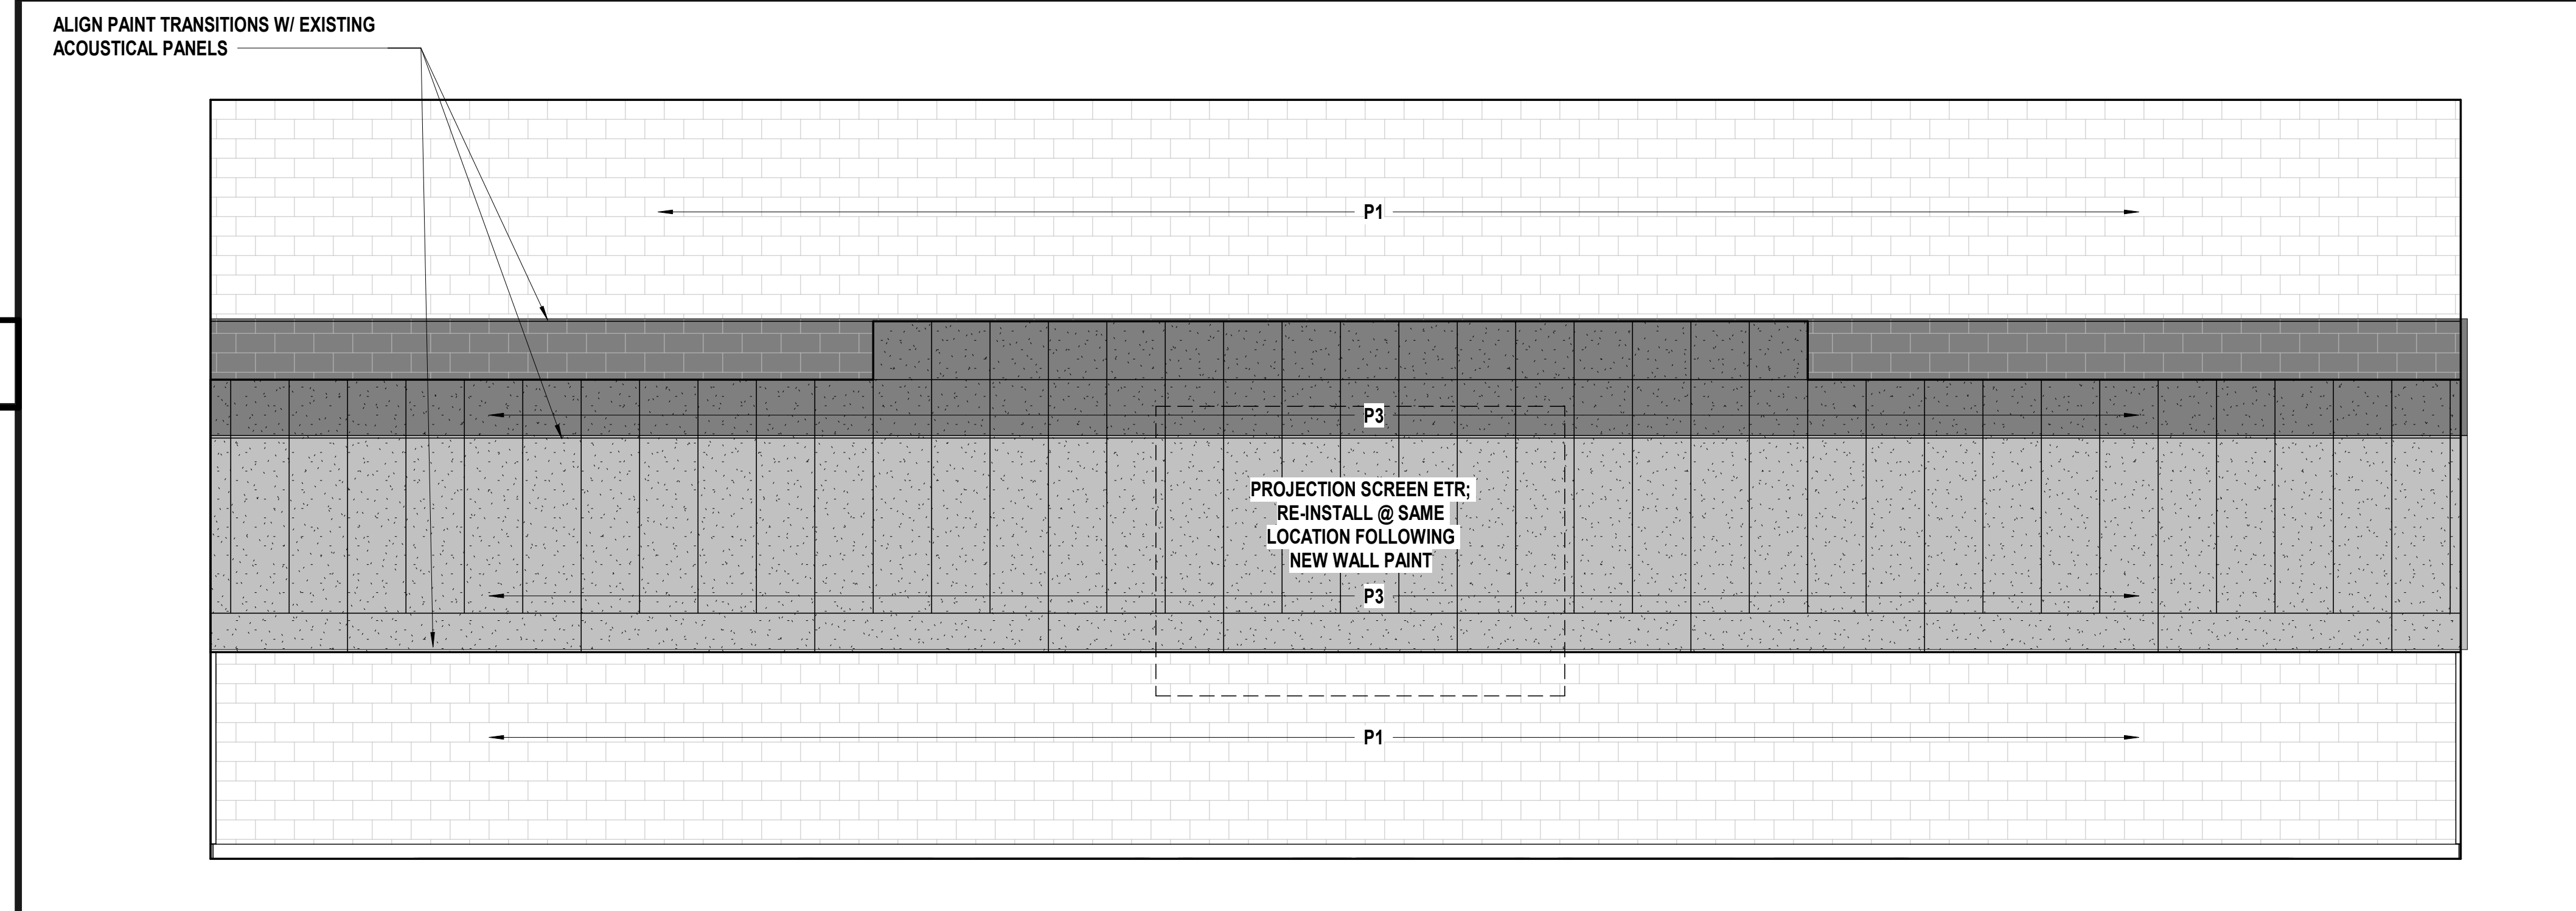 ALIGN PAINT TRANSITIONS W/ EXISTING
ACOUSTICAL PANELS
P1
P3
PROJECTION SCREEN ETR;
RE-INSTALL @ SAME
LOCATION FOLLOWING
NEW WALL PAINT
P3
P1